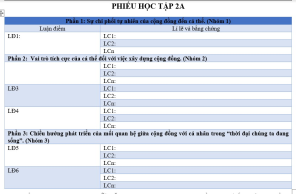 PHIẾU HỌC TẬP 2A
Phần 1: Sự chi phối tự nhiên của cộng đồng đến cá thể. (Nhóm 1)
Luận điểm Lí lẽ và bằng chứng
LĐ1: LC1:
LC2:
LCn
Phần 2: Vai trò tích cực của cá thể đối với việc xây dựng cộng đồng. (Nhóm 2)
LC1:
LC2:
LCn:
LĐ3 LC1:
LC2:
LCn:
LĐ4 LC1:
LC2:
LCn:
Phần 3: Chiều hướng phát triển của mối quan hệ giữa cộng đồng với cá nhân trong “thời đại chúng ta đang
sống”. (Nhóm 3)
LĐ5 LC1:
LC2:
LCn:
LĐ6 LC1:
LC2:
LCn: